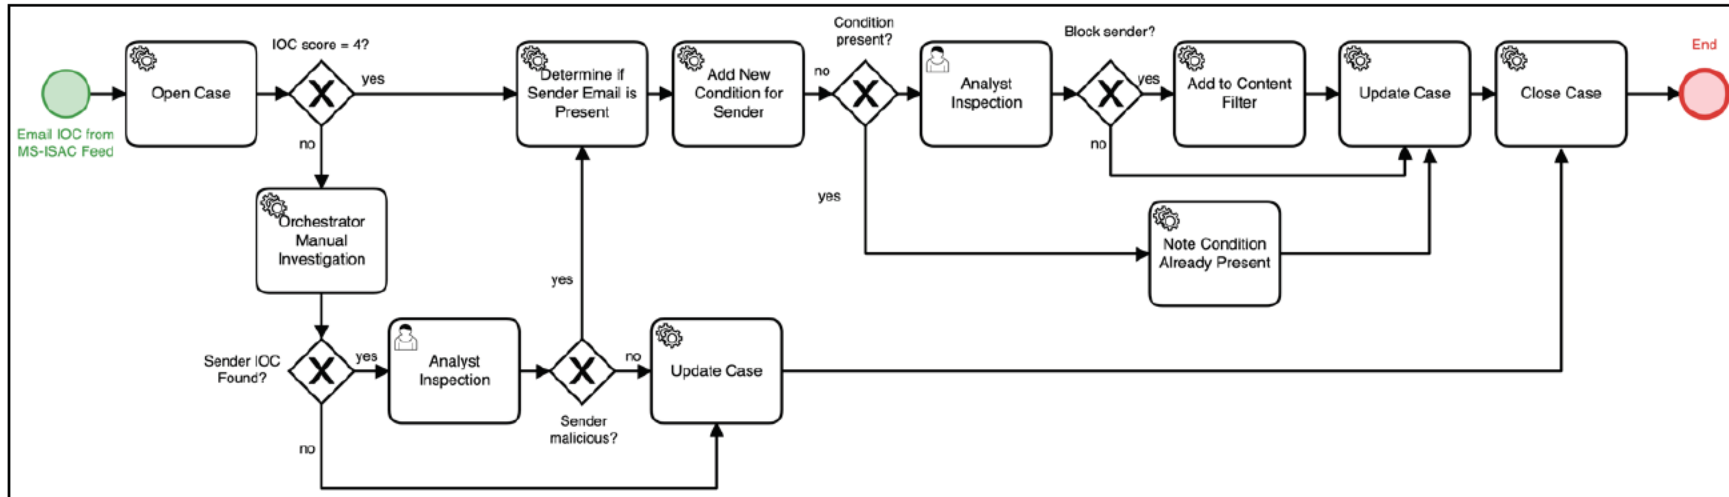 IOC score = 4?
Condition
present?
Block sender?
End
Open Case
yes
Determine if
Sender Email is
Present
Add New
Condition for
Sender
no
Analyst
Inspection
yes
Add to Content
Filter
Update Case
Close Case
Email IOC from
MS-ISAC Feed
no
no
yes
Orchestrator
Manual
Investigation
Note Condition
Already Present
yes
Sender IOC
Found?
yes
Analyst
Inspection
no
Update Case
Sender
malicious?
no